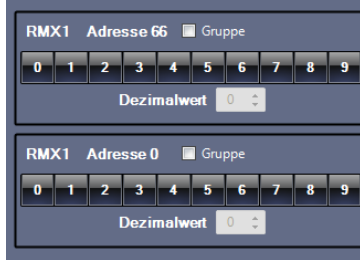 RMX1 Adresse 66 Gruppe
0 1 2 3 4 5 6 7 8 9
Dezimalwert 0
RMX1 Adresse 0 Gruppe
0 1 2 3 4 5 6 7 8 9
Dezimalwert 0